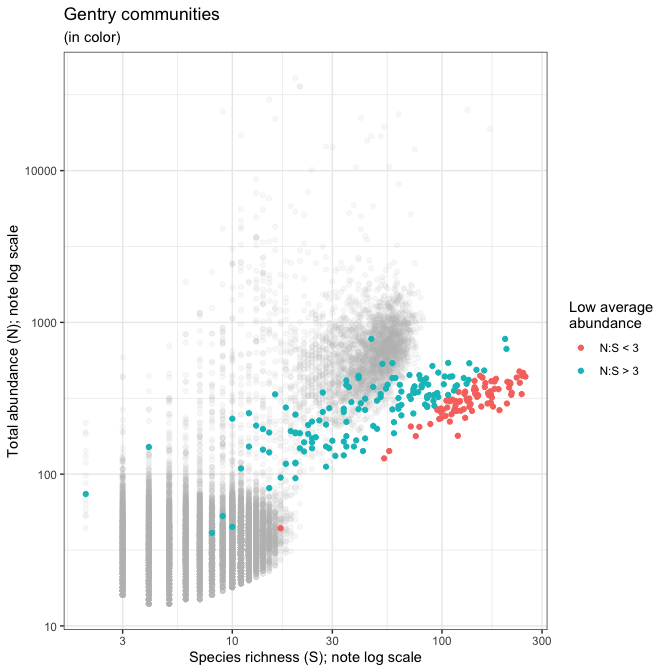 Gentry communities
(in color)
Total abundance (N); note log scale
10000
1000
100
10
3
10
30
100
300
Species richness (S); note log scale
Low average
abundance
N:S < 3
N:S > 3